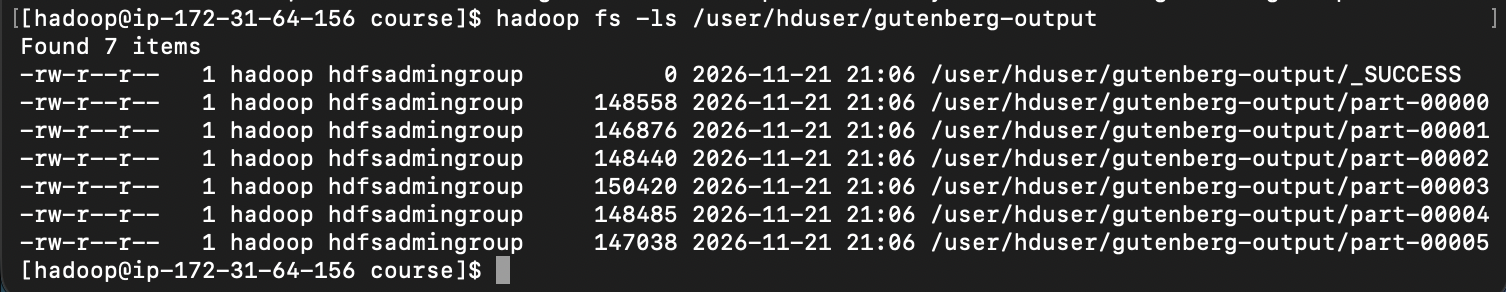 [[hadoop@ip-172-31-64-156 course]$ hadoop fs -ls /user/hduser/gutenberg-output ]
Found 7 items
-rw-r--r--   1 hadoop hdfsadmingroup          0 2026-11-21 21:06 /user/hduser/gutenberg-output/_SUCCESS
-rw-r--r--   1 hadoop hdfsadmingroup     148558 2026-11-21 21:06 /user/hduser/gutenberg-output/part-00000
-rw-r--r--   1 hadoop hdfsadmingroup     146876 2026-11-21 21:06 /user/hduser/gutenberg-output/part-00001
-rw-r--r--   1 hadoop hdfsadmingroup     148440 2026-11-21 21:06 /user/hduser/gutenberg-output/part-00002
-rw-r--r--   1 hadoop hdfsadmingroup     150420 2026-11-21 21:06 /user/hduser/gutenberg-output/part-00003
-rw-r--r--   1 hadoop hdfsadmingroup     148485 2026-11-21 21:06 /user/hduser/gutenberg-output/part-00004
-rw-r--r--   1 hadoop hdfsadmingroup     147038 2026-11-21 21:06 /user/hduser/gutenberg-output/part-00005
[hadoop@ip-172-31-64-156 course]$